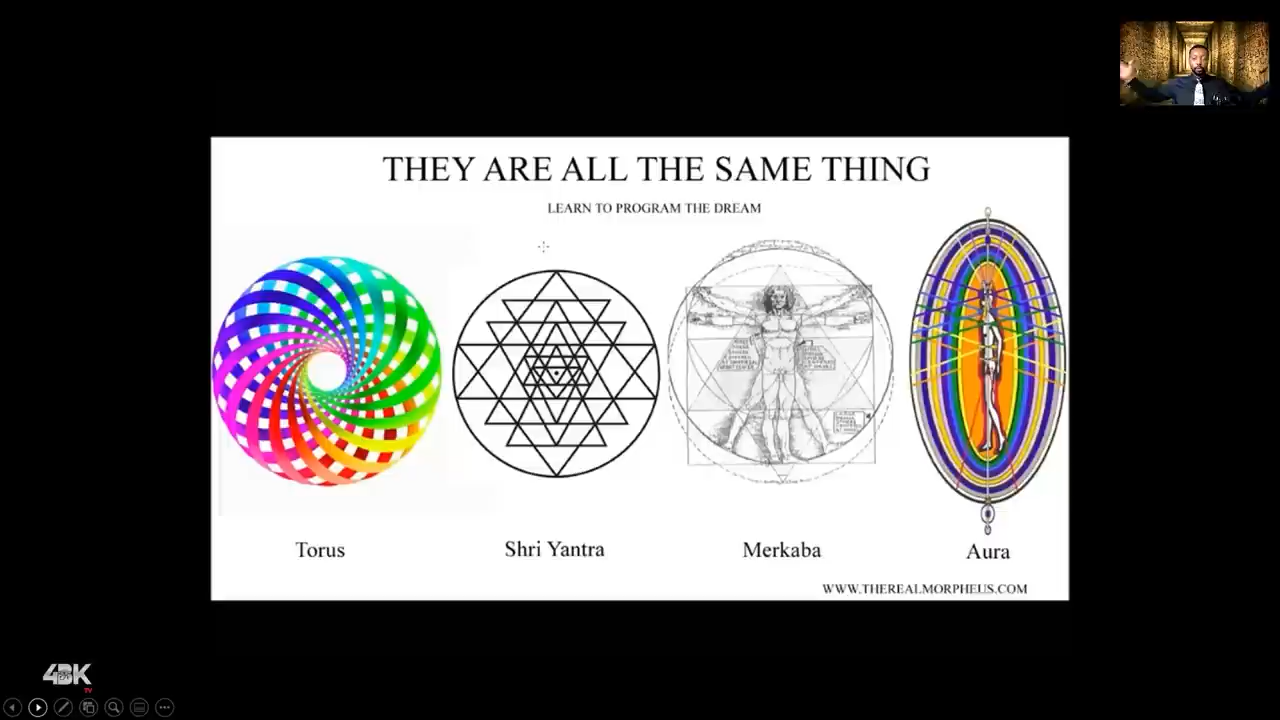 THEY ARE ALL THE SAME THING
LEARN TO PROGRAM THE DREAM
Torus
Shri Yantra
Merkaba
Aura
WWW.THEREALMORPHEUS.COM
4BK
TV